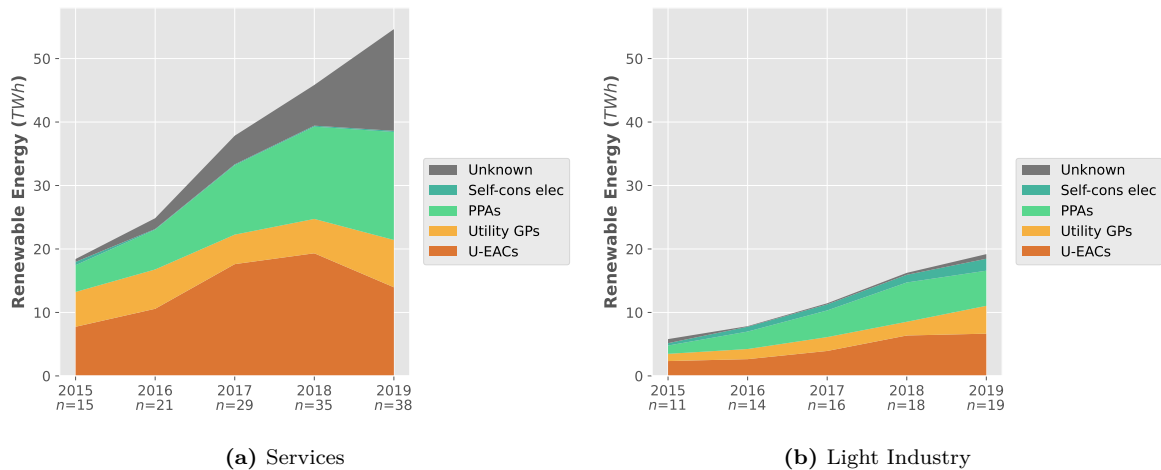 Renewable Energy (TWh)
50
40
30
20
10
0
2015 2016 2017 2018 2019
n=15 n=21 n=29 n=35 n=38
Unknown
Self-cons elec
PPAs
Utility GPs
U-EACs
(a) Services
Renewable Energy (TWh)
50
40
30
20
10
0
2015 2016 2017 2018 2019
n=11 n=14 n=16 n=18 n=19
Unknown
Self-cons elec
PPAs
Utility GPs
U-EACs
(b) Light Industry